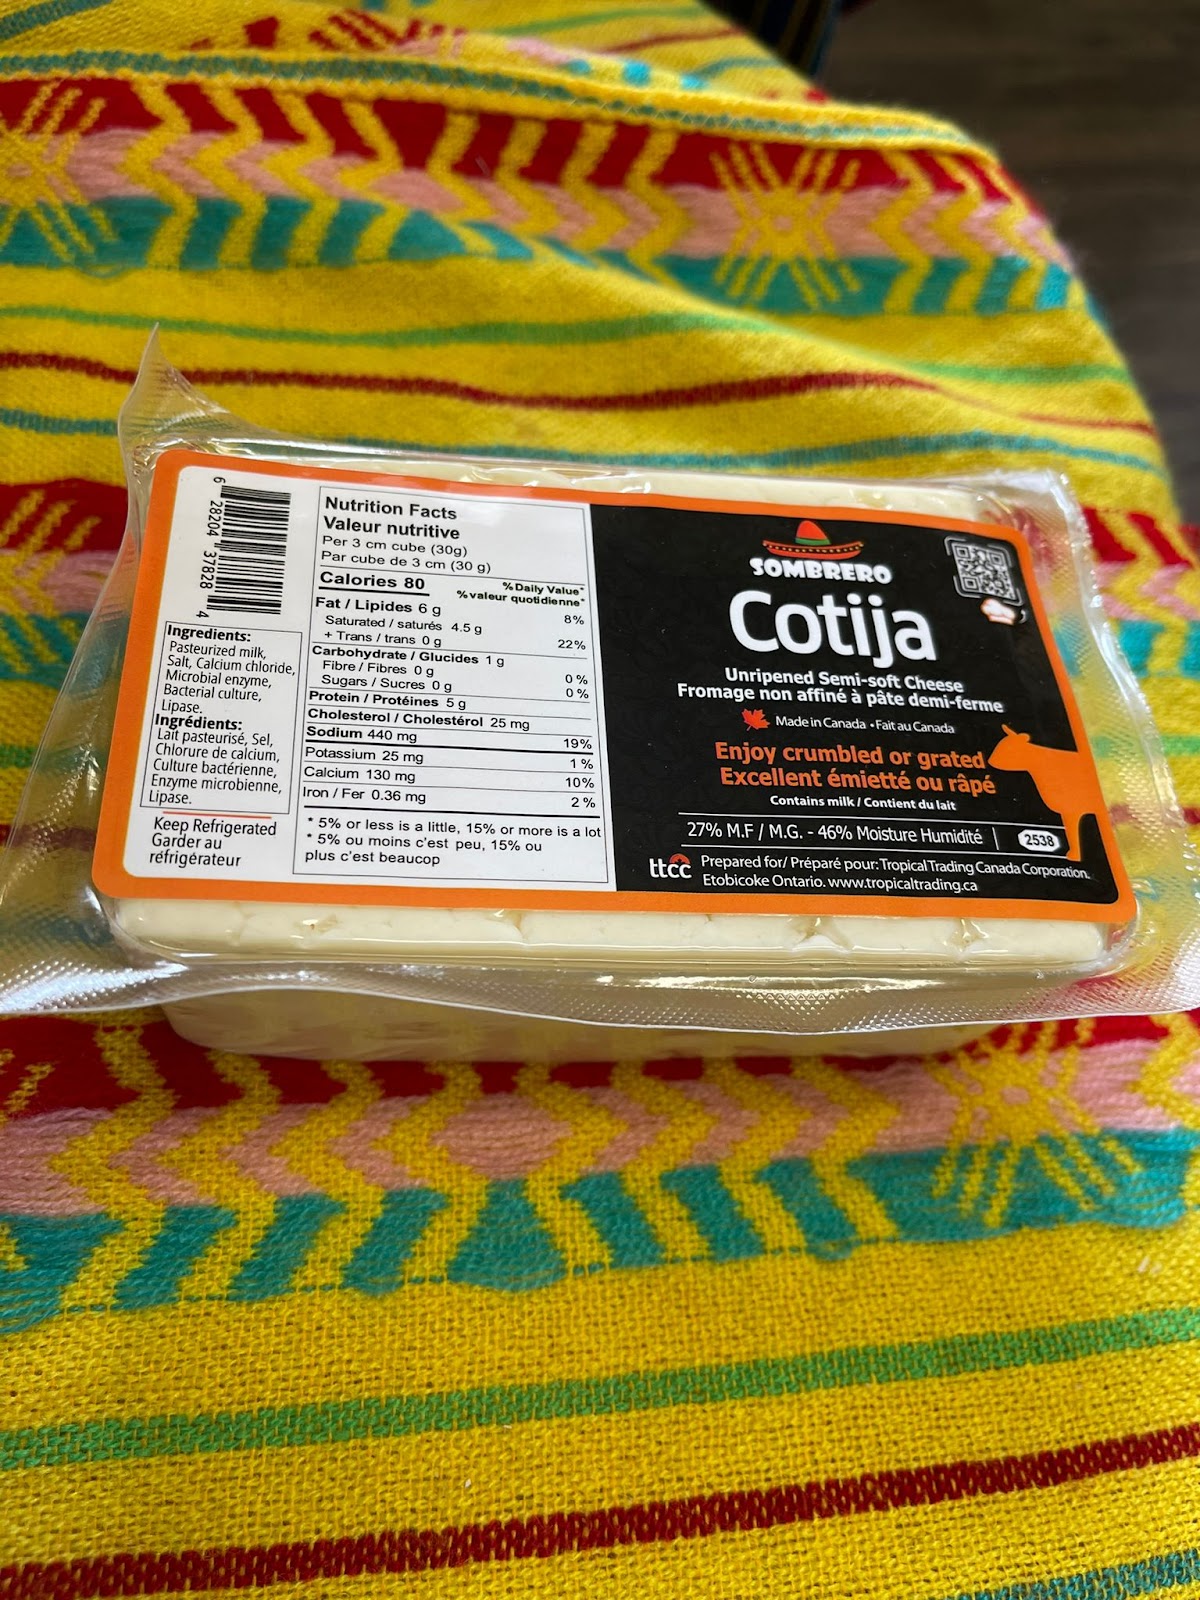 6 28204 37828 4
Ingredients:
Pasteurized milk,
Salt, Calcium chloride,
Microbial enzyme,
Bacterial culture,
Lipase.
Ingrédients:
Lait pasteurisé, Sel,
Chlorure de calcium,
Culture bactérienne,
Enzyme microbienne,
Lipase.
Keep Refrigerated
Garder au
réfrigérateur
Nutrition Facts
Valeur nutritive
Per 3 cm cube (30g)
Par cube de 3 cm (30 g)
Calories 80
% Daily Value*
% valeur quotidienne*
Fat / Lipides 6 g 8%
Saturated / saturés 4.5 g
+ Trans / trans 0 g 22%
Carbohydrate / Glucides 1 g
Fibre / Fibres 0 g 0 %
Sugars / Sucres 0 g 0 %
Protein / Protéines 5 g
Cholesterol / Cholestérol 25 mg
Sodium 440 mg 19%
Potassium 25 mg 1 %
Calcium 130 mg 10%
Iron / Fer 0.36 mg 2 %
* 5% or less is a little, 15% or more is a lot
* 5% ou moins c'est peu, 15% ou
plus c'est beaucop
SOMBRERO
Cotija
Unripened Semi-soft Cheese
Fromage non affiné à pâte demi-ferme
Made in Canada • Fait au Canada
Enjoy crumbled or grated
Excellent émietté ou râpé
Contains milk / Contient du lait
27% M.F / M.G. - 46% Moisture Humidité | 2538
ttcc Prepared for/ Préparé pour: Tropical Trading Canada Corporation.
Etobicoke Ontario. www.tropicaltrading.ca